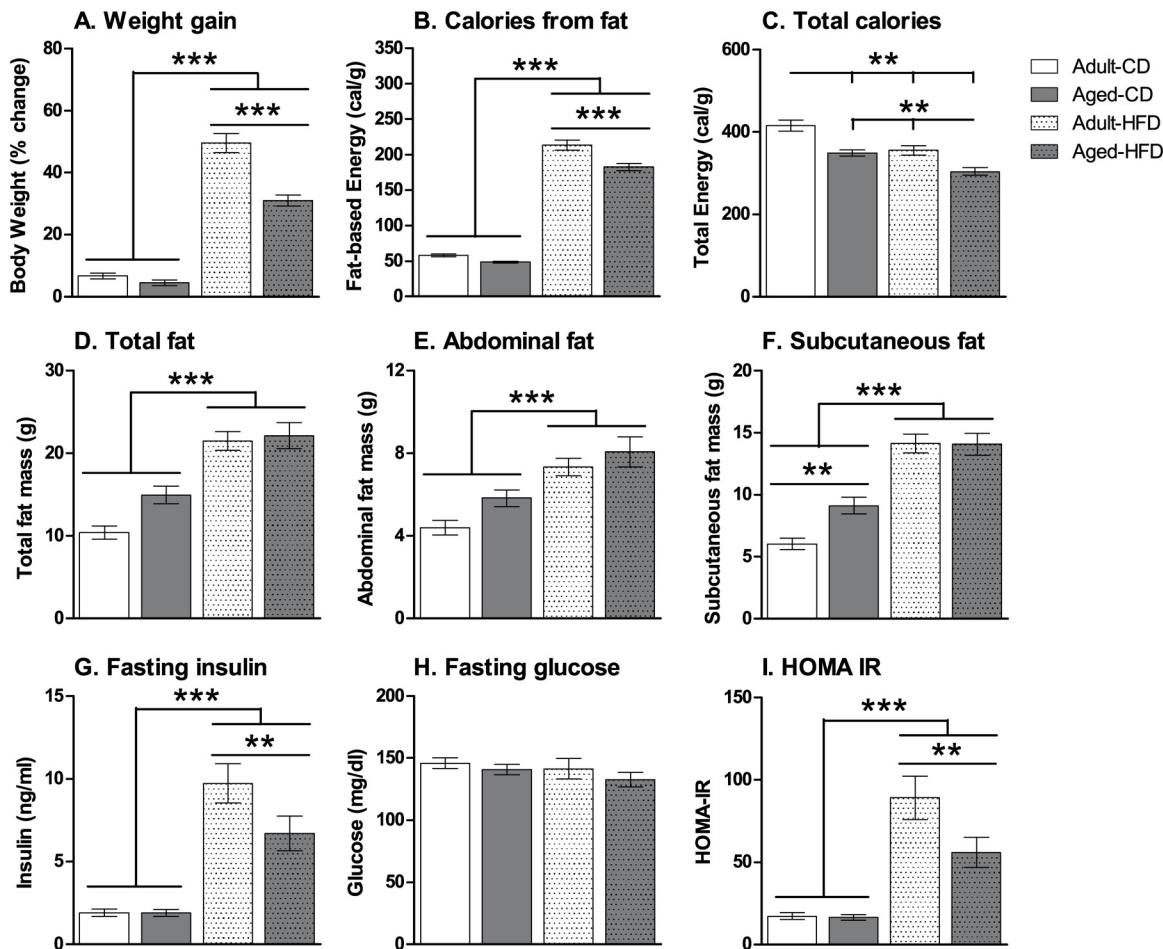 A. Weight gain
Body Weight (% change)
80
60
40
20
0
***
***
B. Calories from fat
Fat-based Energy (cal/g)
350
300
250
200
150
100
50
0
***
***
C. Total calories
Total Energy (cal/g)
600
400
200
0
**
**
Adult-CD
Aged-CD
Adult-HFD
Aged-HFD
D. Total fat
Total fat mass (g)
30
20
10
0
***
E. Abdominal fat
Abdominal fat mass (g)
12
8
4
0
***
F. Subcutaneous fat
Subcutaneous fat mass (g)
20
15
10
5
0
***
**
G. Fasting insulin
Insulin (ng/ml)
15
10
5
0
***
**
H. Fasting glucose
Glucose (mg/dl)
200
150
100
50
0
I. HOMA IR
HOMA-IR
150
100
50
0
***
**